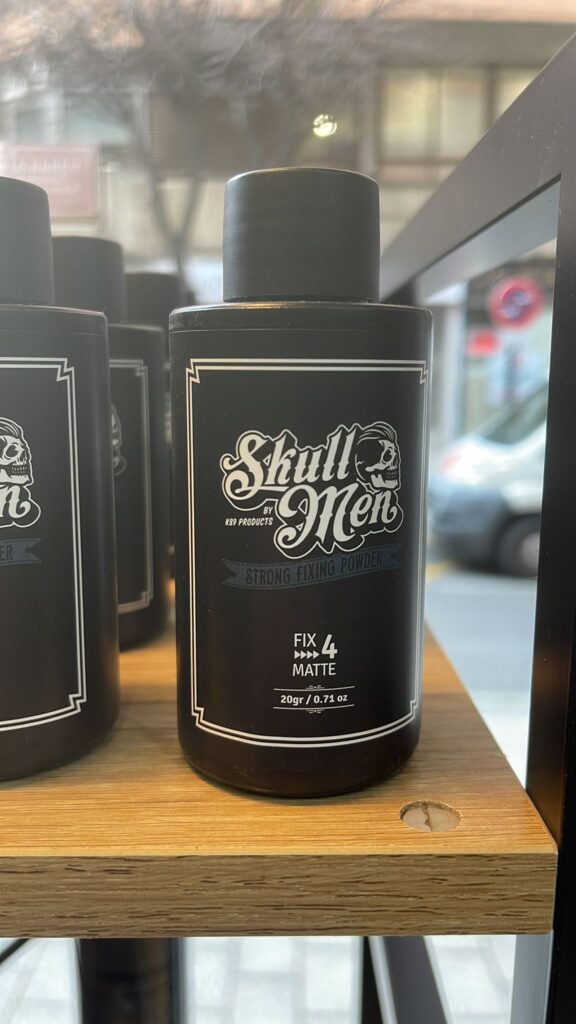 Skull
Men
BY
K89 PRODUCTS
STRONG FIXING POWDER
FIX
4
MATTE
20gr / 0.71 oz